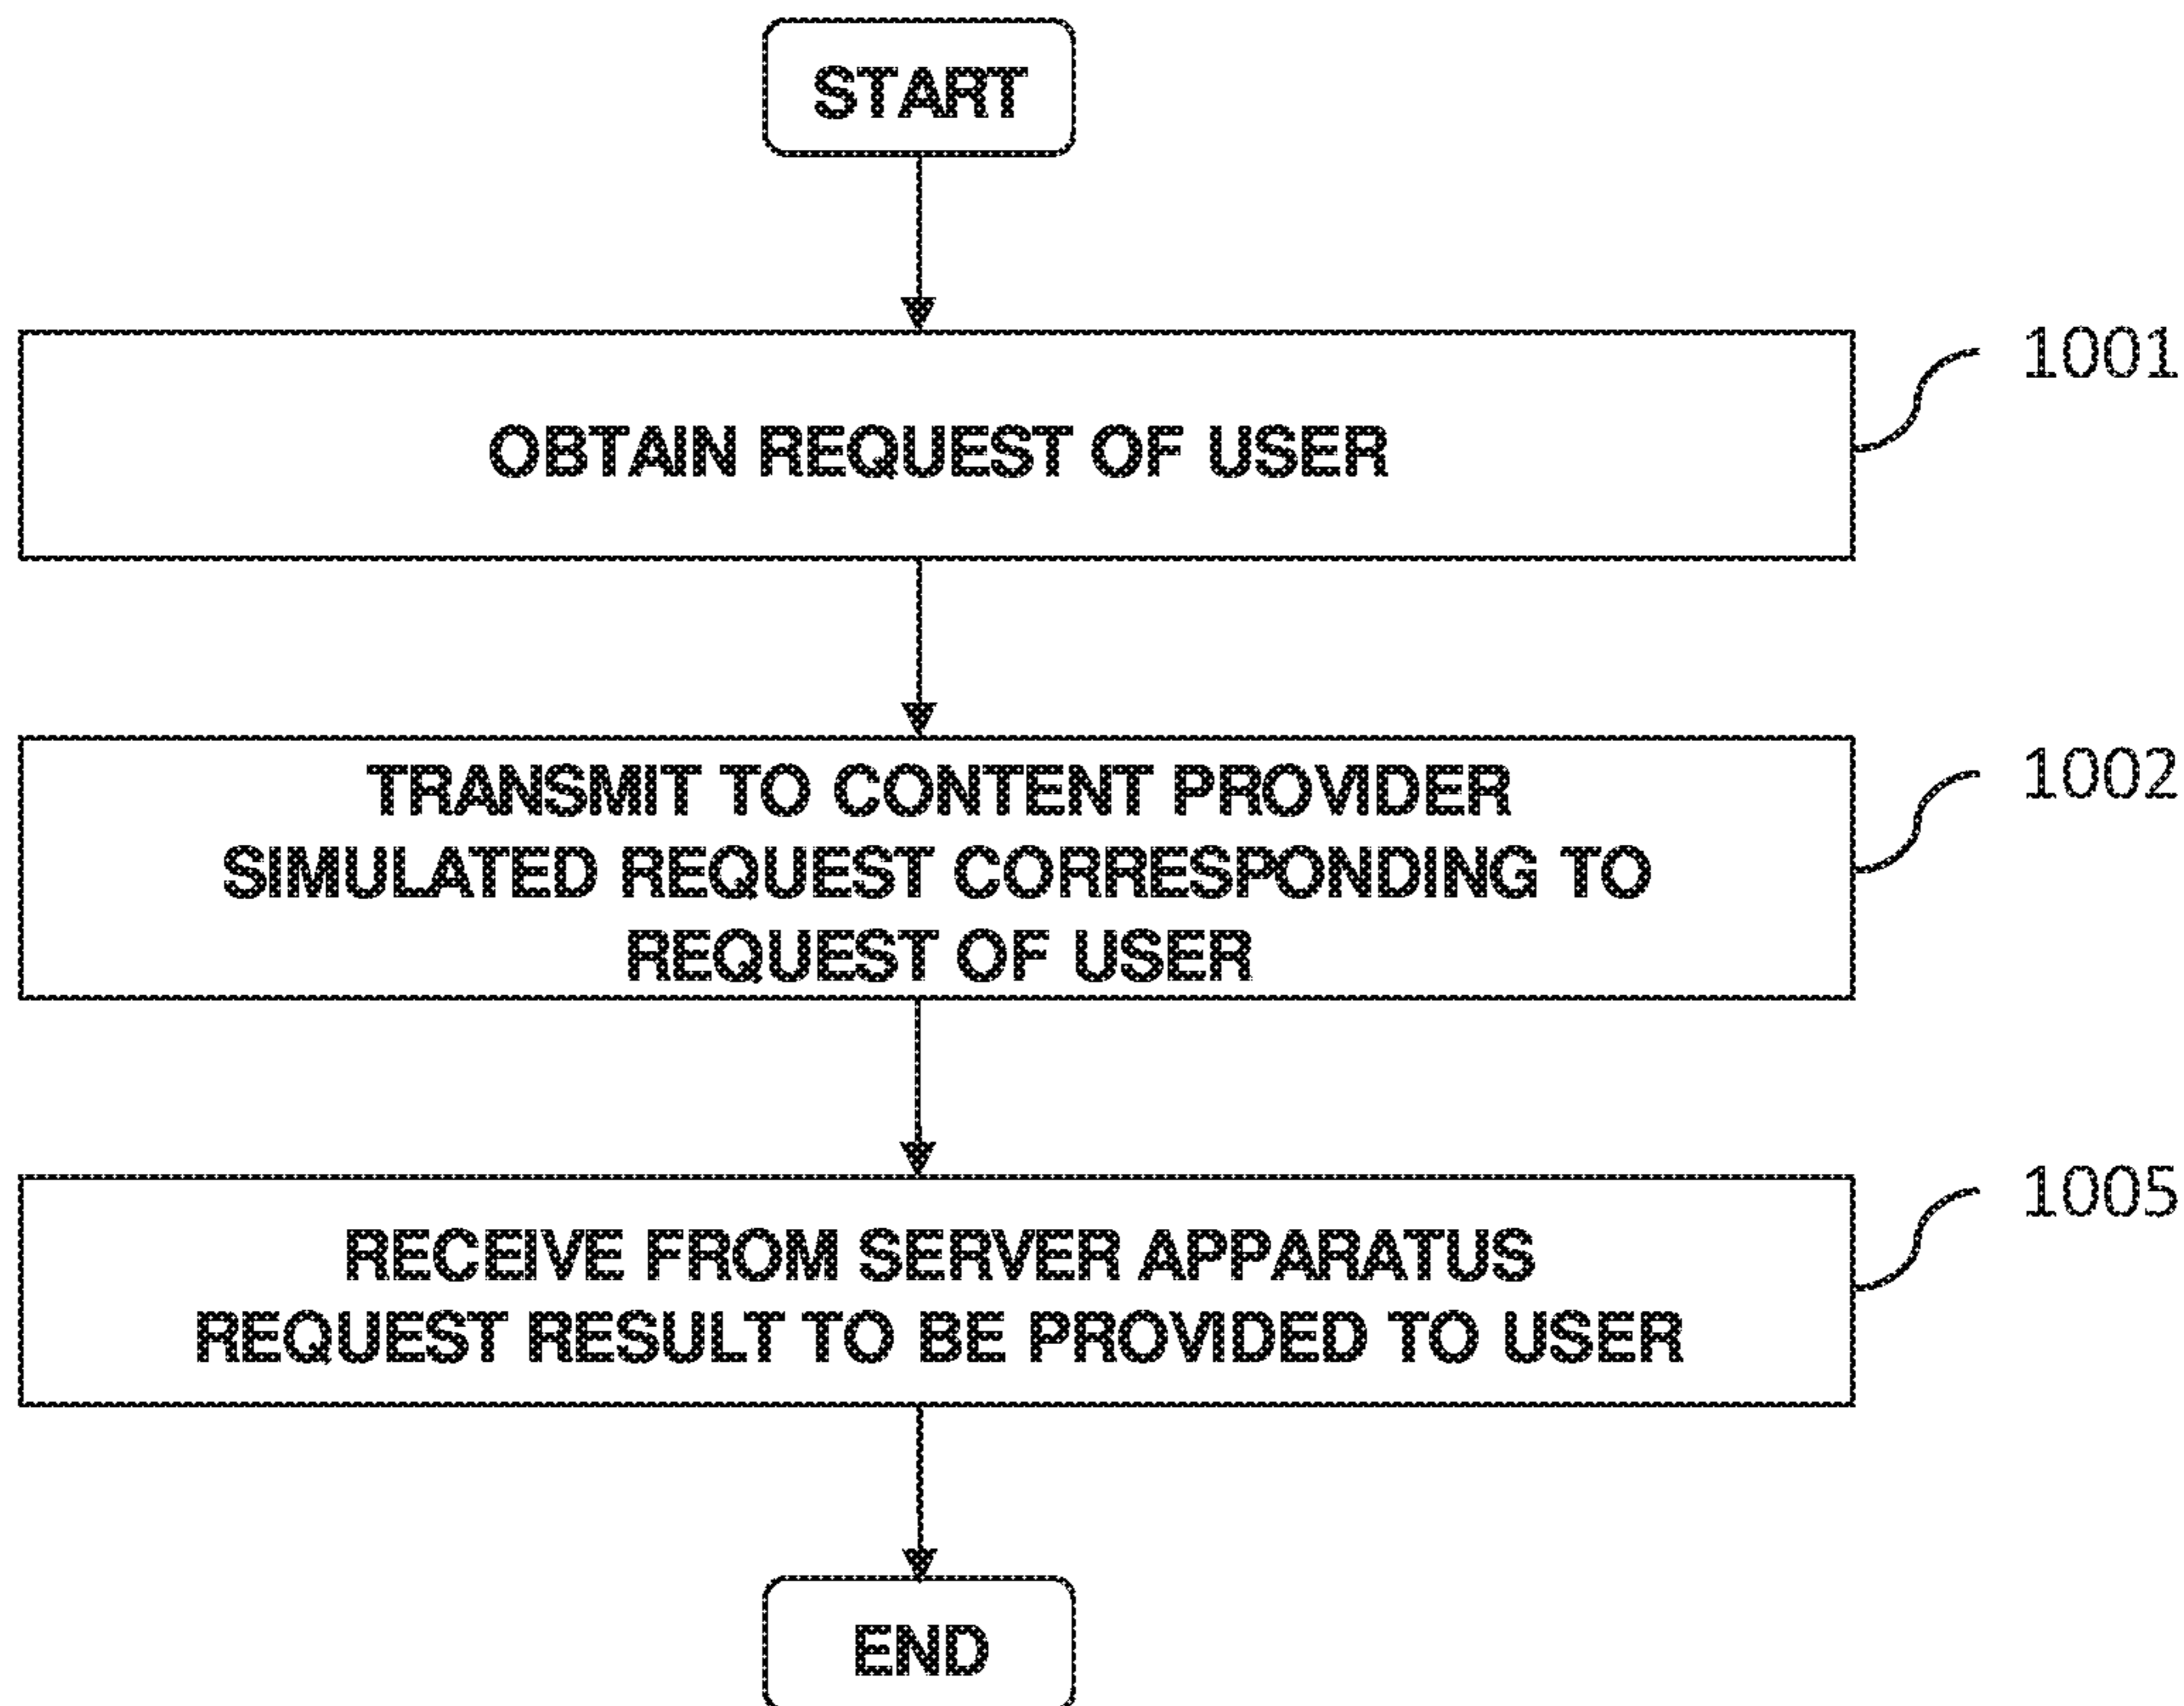 START
OBTAIN REQUEST OF USER
1001
TRANSMIT TO CONTENT PROVIDER
SIMULATED REQUEST CORRESPONDING TO
REQUEST OF USER
1002
RECEIVE FROM SERVER APPARATUS
REQUEST RESULT TO BE PROVIDED TO USER
1005
END